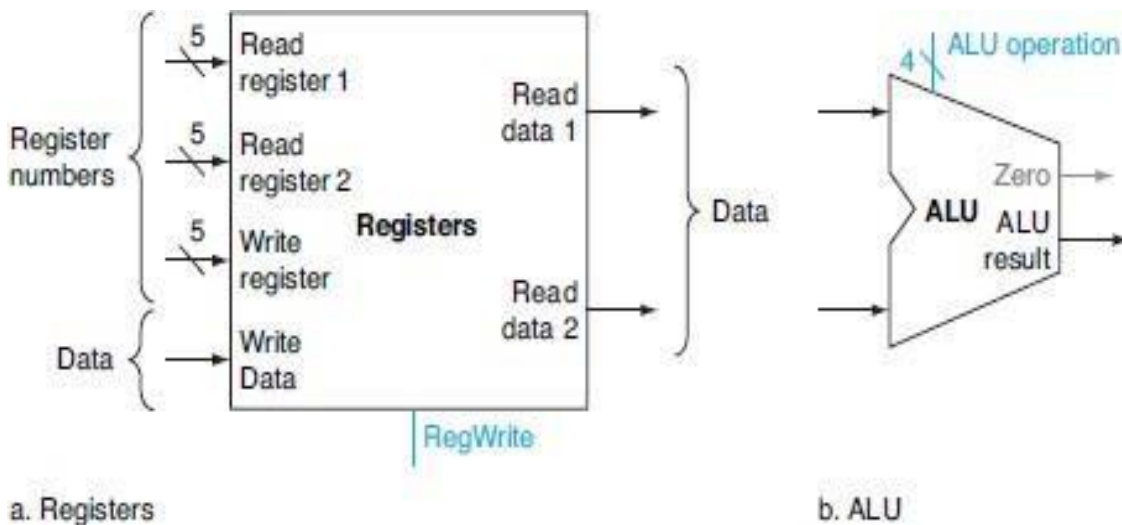 Register
numbers
Data
5
Read
register 1
5
Read
register 2
5
Write
register
Write
Data
Registers
Read
data 1
Read
data 2
RegWrite
Data
a. Registers
4
ALU operation
Zero
ALU
ALU
result
b. ALU